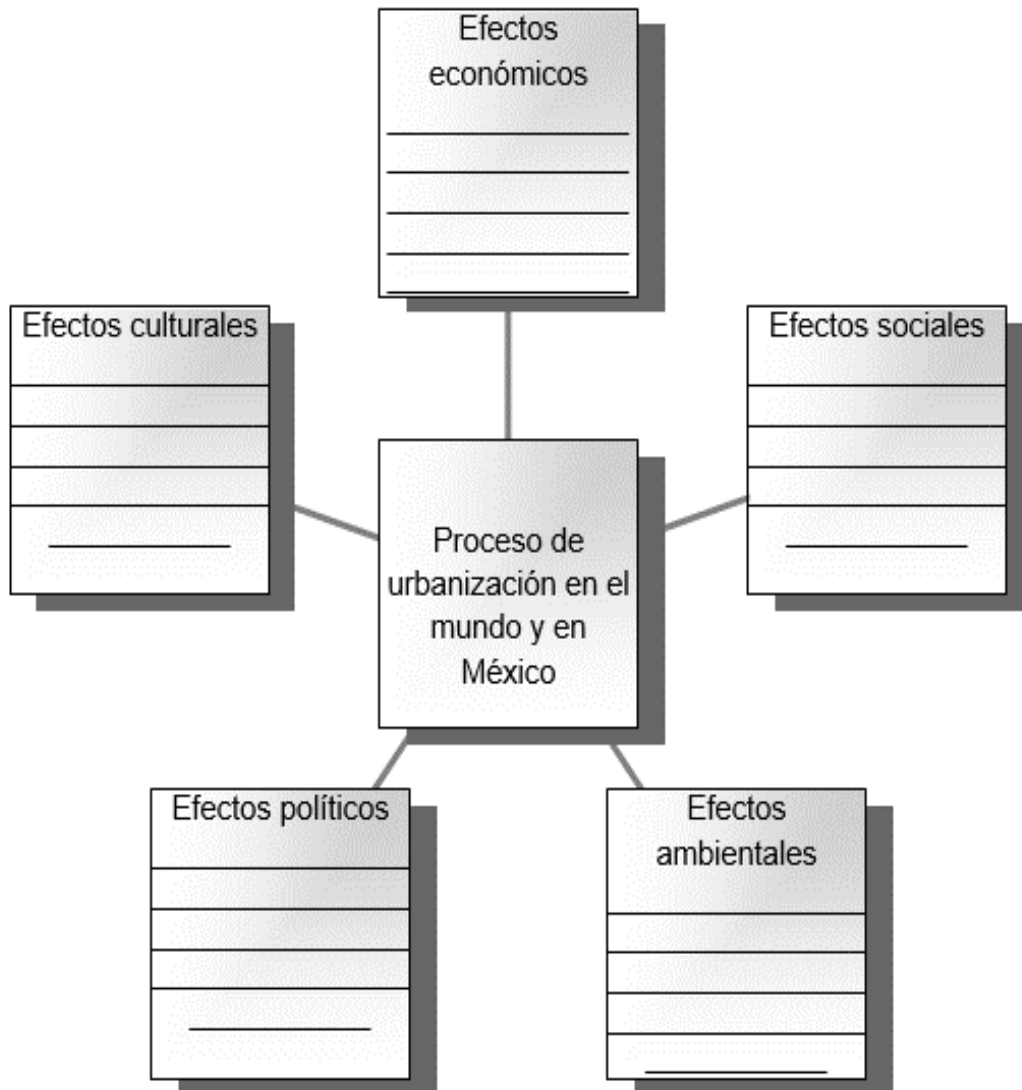 Efectos
económicos
Efectos culturales
Efectos sociales
Proceso de
urbanización en el
mundo y en
México
Efectos políticos
Efectos
ambientales